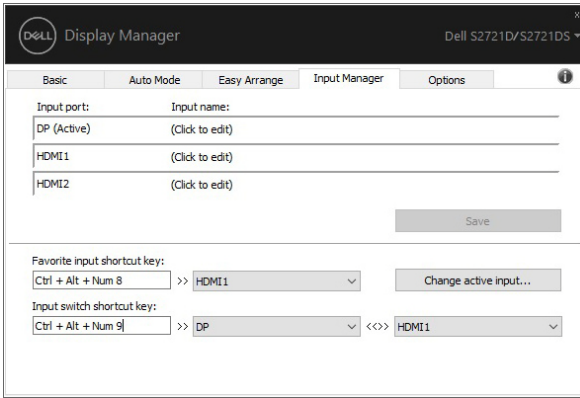 DELL Display Manager Dell S2721D/S2721DS
Basic Auto Mode Easy Arrange Input Manager Options
Input port: Input name:
DP (Active) (Click to edit)
HDMI1 (Click to edit)
HDMI2 (Click to edit)
Save
Favorite input shortcut key:
Ctrl + Alt + Num 8 >> HDMI1 Change active input...
Input switch shortcut key:
Ctrl + Alt + Num 9 >> DP <<>> HDMI1